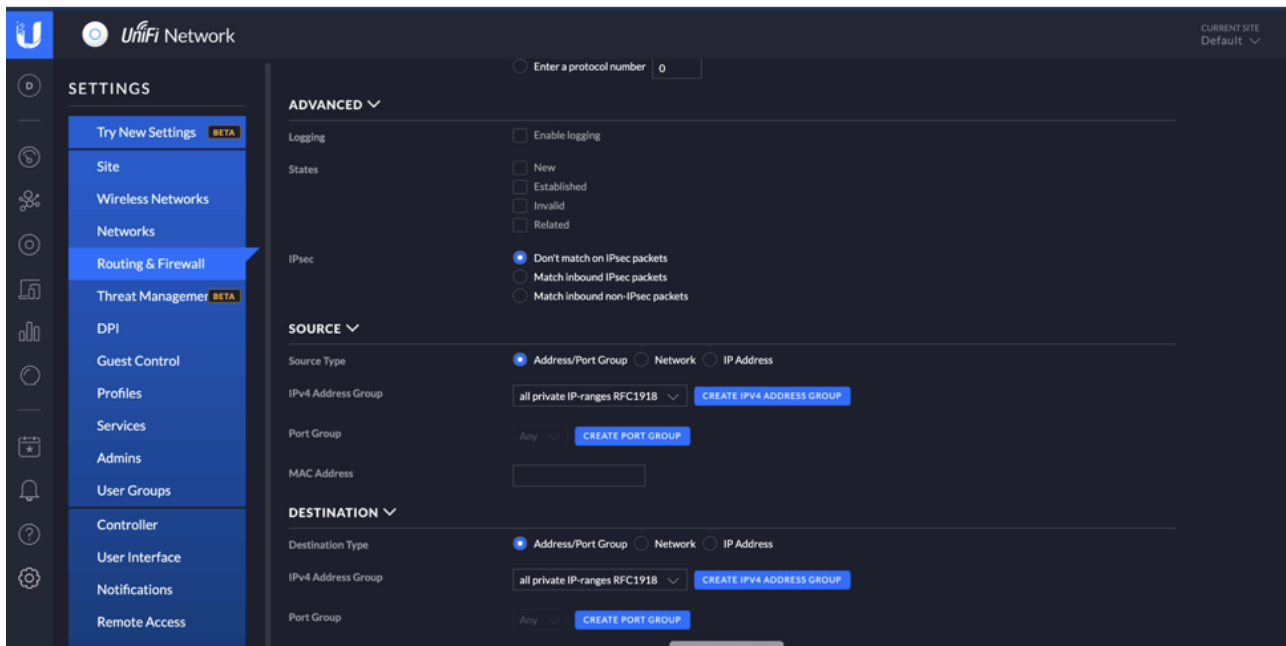 UniFi Network
CURRENT SITE
Default
D
SETTINGS
Try New Settings BETA
Site
Wireless Networks
Networks
Routing & Firewall
Threat Managemer BETA
DPI
Guest Control
Profiles
Services
Admins
User Groups
Controller
User Interface
Notifications
Remote Access
Enter a protocol number 0
ADVANCED
Logging Enable logging
States New
Established
Invalid
Related
IPsec Don't match on IPsec packets
Match inbound IPsec packets
Match inbound non-IPsec packets
SOURCE
Source Type Address/Port Group Network IP Address
IPv4 Address Group all private IP-ranges RFC1918 CREATE IPV4 ADDRESS GROUP
Port Group Any CREATE PORT GROUP
MAC Address
DESTINATION
Destination Type Address/Port Group Network IP Address
IPv4 Address Group all private IP-ranges RFC1918 CREATE IPV4 ADDRESS GROUP
Port Group Any CREATE PORT GROUP